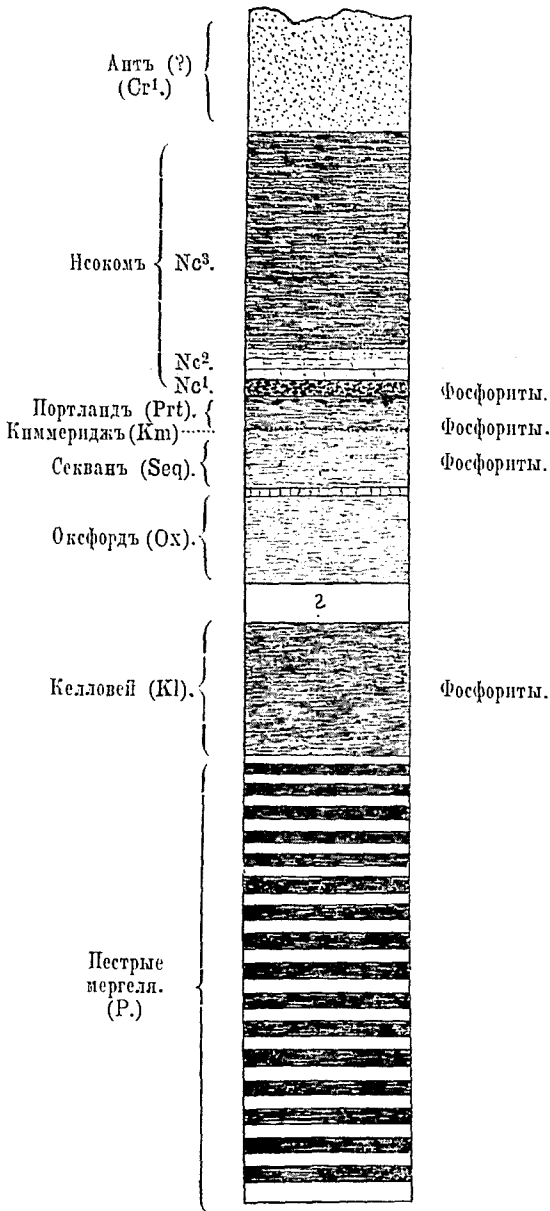 Аптъ (?)
(Cr¹.)
Неокомъ
Nc³.
Nc².
Nc¹.
Фосфориты.
Портландъ (Prt).
Киммериджъ (Km)
Фосфориты.
Секванъ (Seq).
Фосфориты.
Оксфордъ (Ox).
?
Келловей (Kl).
Фосфориты.
Пестрые
мергеля.
(P.)